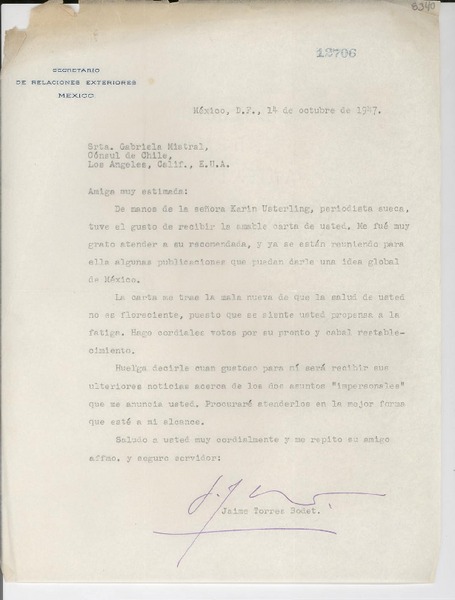 8340
12706
SECRETARIO
DE RELACIONES EXTERIORES
MEXICO
México, D.F., 14 de octubre de 1947.
Srta. Gabriela Mistral,
Cónsul de Chile,
Los Angeles, Calif., E.U.A.
Amiga muy estimada:
De manos de la señora Karin Usterling, periodista sueca,
tuve el gusto de recibir la amable carta de usted. Me fué muy
grato atender a su recomendada, y ya se están reuniendo para
ella algunas publicaciones que puedan darle una idea global
de México.
La carta me trae la mala nueva de que la salud de usted
no es floreciente, puesto que se siente usted propensa a la
fatiga. Hago cordiales votos por su pronto y cabal restable-
cimiento.
Huelga decirle cuan gustoso para mí será recibir sus
ulteriores noticias acerca de los dos asuntos "impersonales"
que me anuncia usted. Procuraré atenderlos en la mejor forma
que esté a mi alcance.
Saludo a usted muy cordialmente y me repito su amigo
affmo. y seguro servidor:
Jaime Torres Bodet.